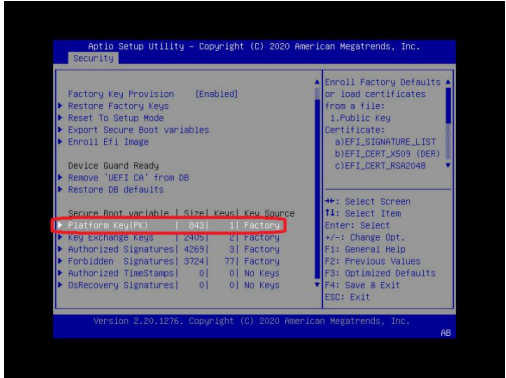 Aptio Setup Utility - Copyright (C) 2020 American Megatrends, Inc.
Security
Factory Key Provision [Enabled]
Restore Factory Keys
Reset To Setup Mode
Export Secure Boot variables
Enroll Efi Image
Device Guard Ready
Remove 'UEFI CA' from DB
Restore DB defaults
Secure Boot variable | Size| Keys| Key Source
Platform Key(PK) | 843| 1| Factory
Key Exchange Keys | 2405| 2| Factory
Authorized Signatures| 4269| 3| Factory
Forbidden Signatures| 3724| 77| Factory
Authorized TimeStamps| 0| 0| No Keys
OsRecovery Signatures| 0| 0| No Keys
Enroll Factory Defaults
or load certificates
from a file:
1.Public Key
Certificate:
a)EFI_SIGNATURE_LIST
b)EFI_CERT_X509 (DER)
c)EFI_CERT_RSA2048
↔: Select Screen
↑↓: Select Item
Enter: Select
+/-: Change Opt.
F1: General Help
F2: Previous Values
F3: Optimized Defaults
F4: Save & Exit
ESC: Exit
Version 2.20.1276. Copyright (C) 2020 American Megatrends, Inc.
AB